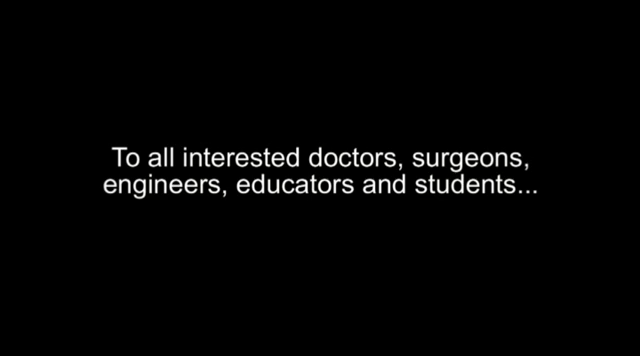 To all interested doctors, surgeons,
engineers, educators and students...